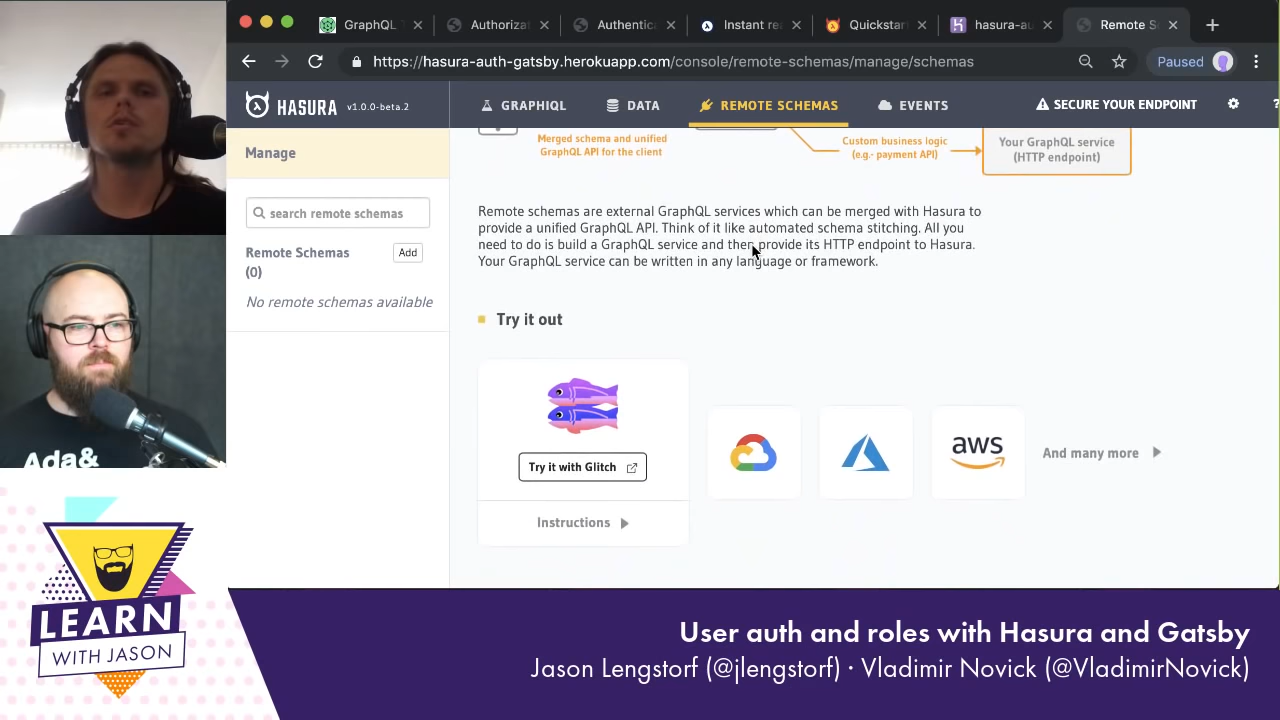 GraphQL
Authoriza
Authentic
Instant re
Quickstar
hasura-au
Remote S
https://hasura-auth-gatsby.herokuapp.com/console/remote-schemas/manage/schemas
Paused
HASURA v1.0.0-beta.2
GRAPHIQL
DATA
REMOTE SCHEMAS
EVENTS
SECURE YOUR ENDPOINT
?
Manage
search remote schemas
Remote Schemas
(0)
Add
No remote schemas available
Merged schema and unified
GraphQL API for the client
Custom business logic
(e.g.- payment API)
Your GraphQL service
(HTTP endpoint)
Remote schemas are external GraphQL services which can be merged with Hasura to
provide a unified GraphQL API. Think of it like automated schema stitching. All you
need to do is build a GraphQL service and then provide its HTTP endpoint to Hasura.
Your GraphQL service can be written in any language or framework.
Try it out
Try it with Glitch
Instructions
aws
And many more
Ada&
LEARN
WITH JASON
User auth and roles with Hasura and Gatsby
Jason Lengstorf (@jlengstorf) · Vladimir Novick (@VladimirNovick)